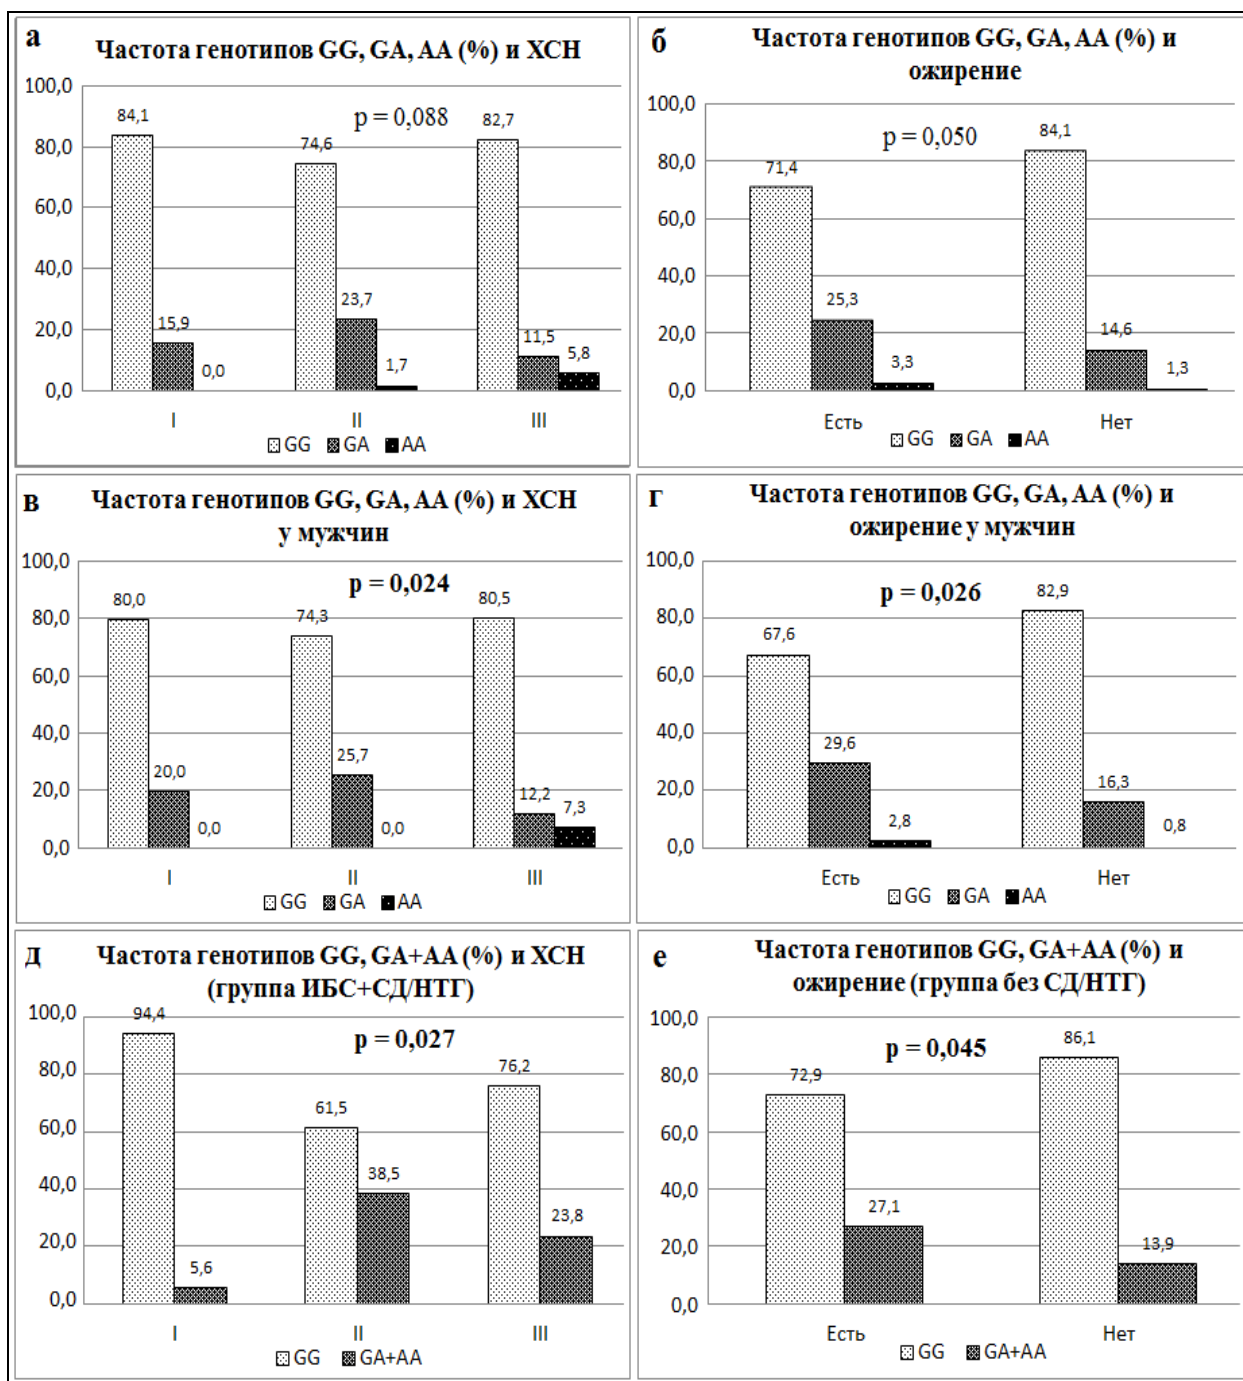 а
Частота генотипов GG, GA, AA (%) и ХСН
p = 0,088
100,0
80,0
60,0
40,0
20,0
0,0
84,1
15,9
0,0
74,6
23,7
1,7
82,7
11,5
5,8
I
II
III
GG GA AA
б
Частота генотипов GG, GA, AA (%) и
ожирение
p = 0,050
100,0
80,0
60,0
40,0
20,0
0,0
71,4
25,3
3,3
84,1
14,6
1,3
Есть
Нет
GG GA AA
в
Частота генотипов GG, GA, AA (%) и ХСН
у мужчин
p = 0,024
100,0
80,0
60,0
40,0
20,0
0,0
80,0
20,0
0,0
74,3
25,7
0,0
80,5
12,2
7,3
I
II
III
GG GA AA
г
Частота генотипов GG, GA, AA (%) и
ожирение у мужчин
p = 0,026
100,0
80,0
60,0
40,0
20,0
0,0
67,6
29,6
2,8
82,9
16,3
0,8
Есть
Нет
GG GA AA
д
Частота генотипов GG, GA+AA (%) и ХСН
(группа ИБС+СД/НТГ)
p = 0,027
100,0
80,0
60,0
40,0
20,0
0,0
94,4
5,6
61,5
38,5
76,2
23,8
I
II
III
GG GA+AA
е
Частота генотипов GG, GA+AA (%) и
ожирение (группа без СД/НТГ)
p = 0,045
100,0
80,0
60,0
40,0
20,0
0,0
72,9
27,1
86,1
13,9
Есть
Нет
GG GA+AA